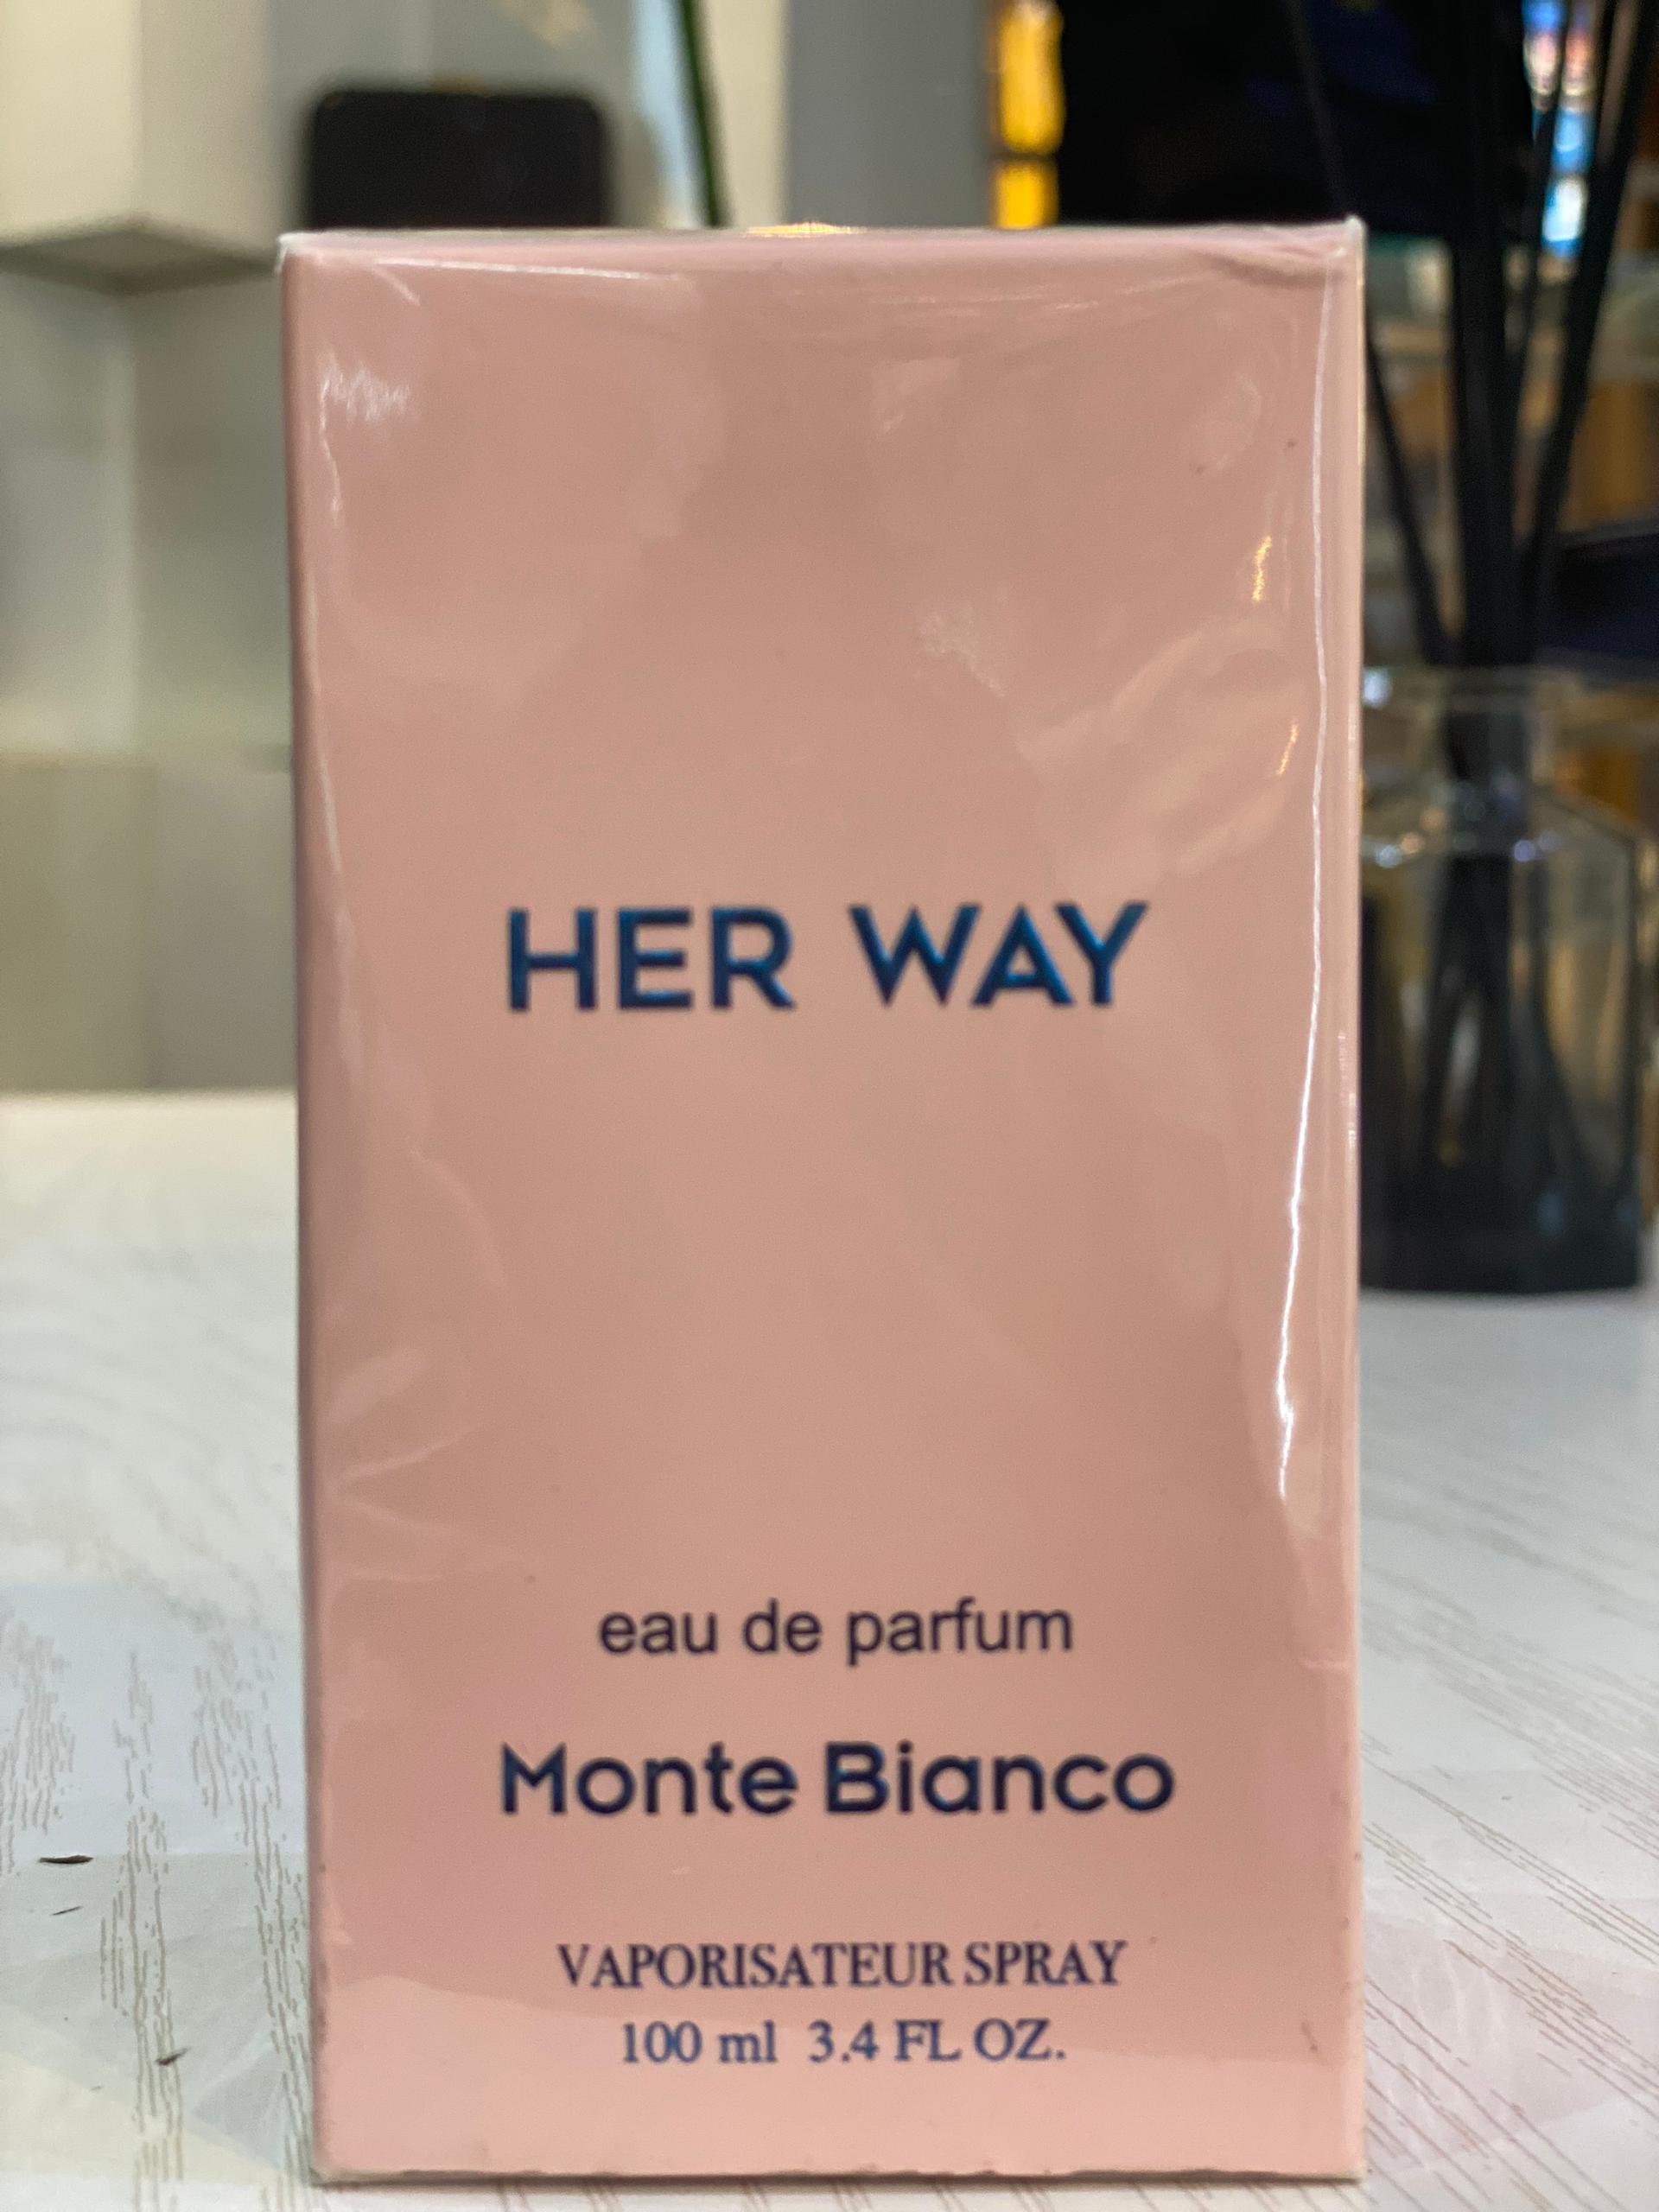 HER WAY
eau de parfum
Monte Bianco
VAPORISATEUR SPRAY
100 ml 3.4 FL OZ.